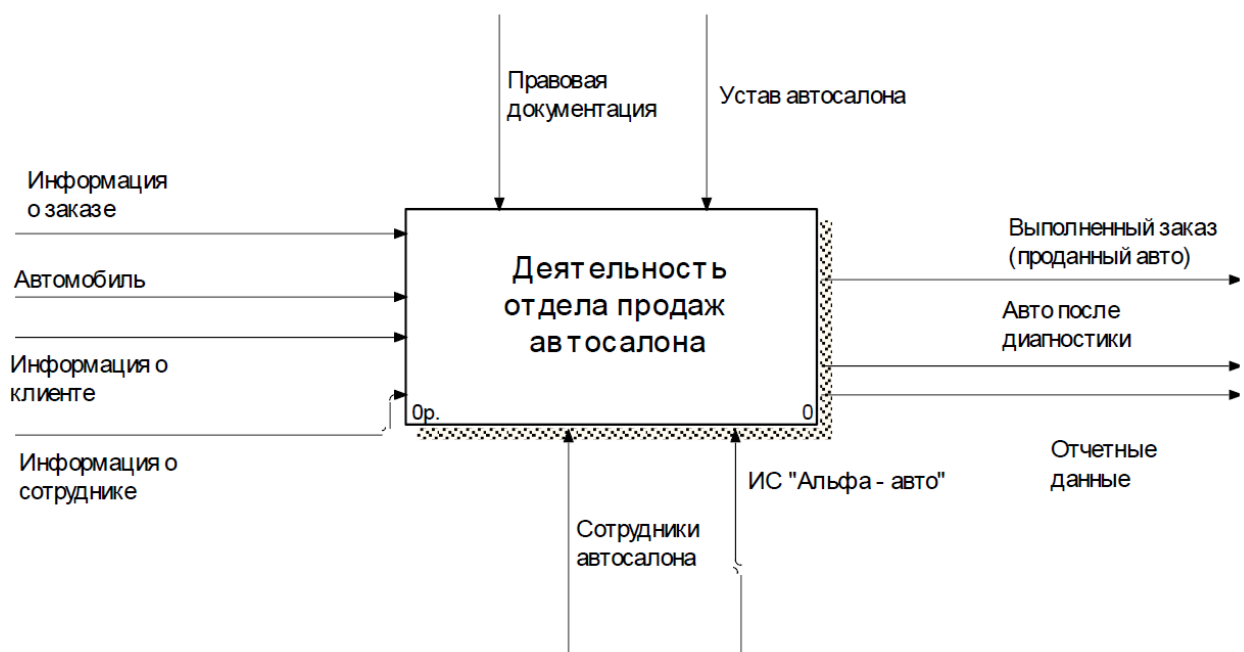 Правовая
документация
Устав автосалона
Информация
о заказе
Автомобиль
Информация о
клиенте
Информация о
сотруднике
Деятельность
отдела продаж
автосалона
0р.
0
Выполненный заказ
(проданный авто)
Авто после
диагностики
Отчетные
данные
ИС "Альфа - авто"
Сотрудники
автосалона